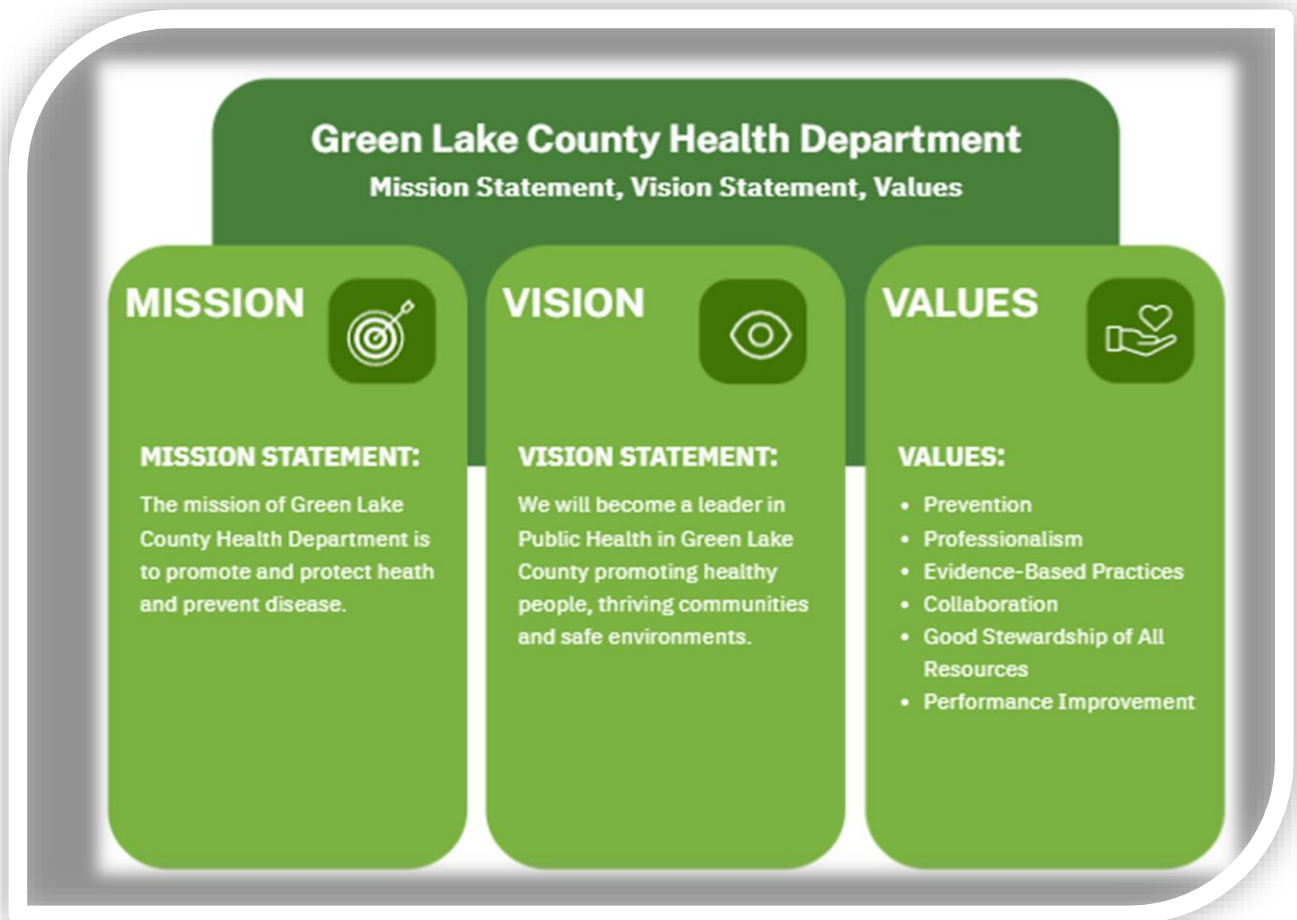 Green Lake County Health Department
Mission Statement, Vision Statement, Values
MISSION
MISSION STATEMENT:
The mission of Green Lake
County Health Department is
to promote and protect heath
and prevent disease.
VISION
VISION STATEMENT:
We will become a leader in
Public Health in Green Lake
County promoting healthy
people, thriving communities
and safe environments.
VALUES
VALUES:
• Prevention
• Professionalism
• Evidence-Based Practices
• Collaboration
• Good Stewardship of All
Resources
• Performance Improvement